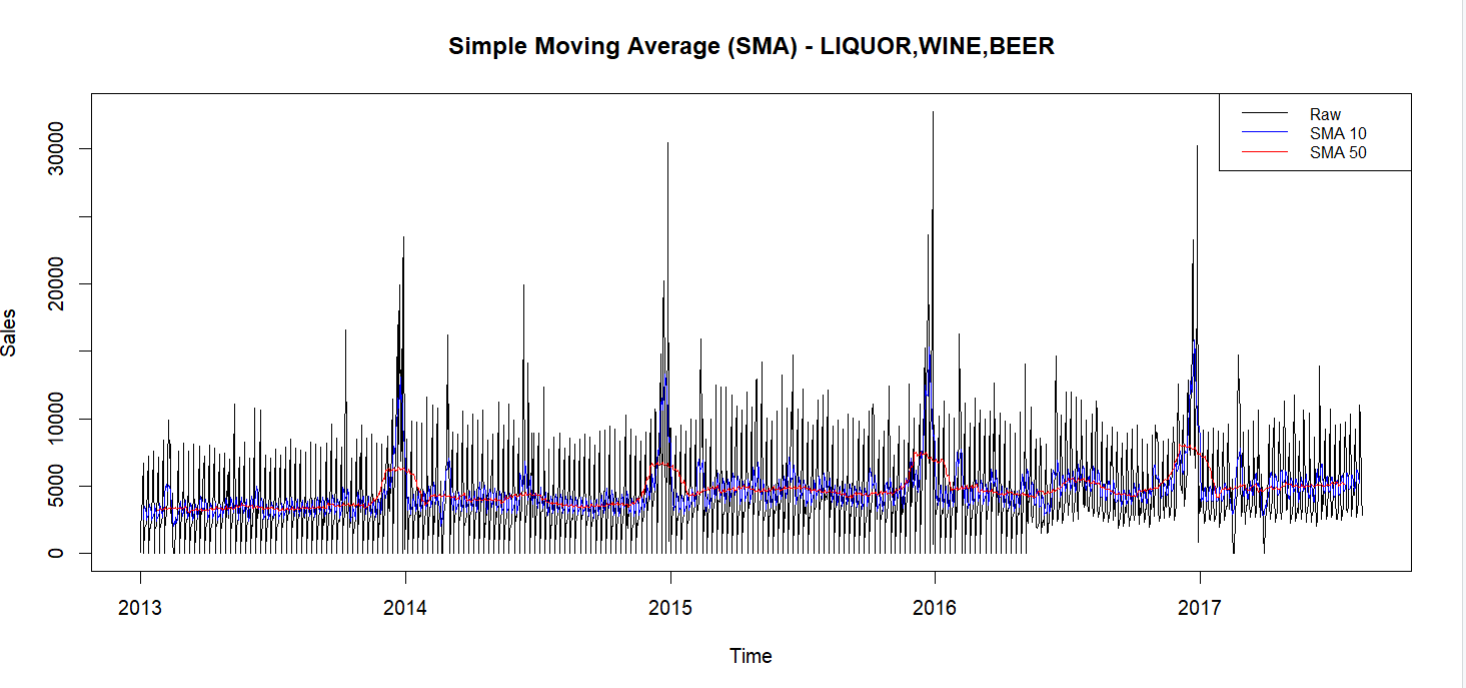 Simple Moving Average (SMA) - LIQUOR,WINE,BEER
Raw
SMA 10
SMA 50
30000
20000
10000
5000
0
Sales
2013 2014 2015 2016 2017
Time